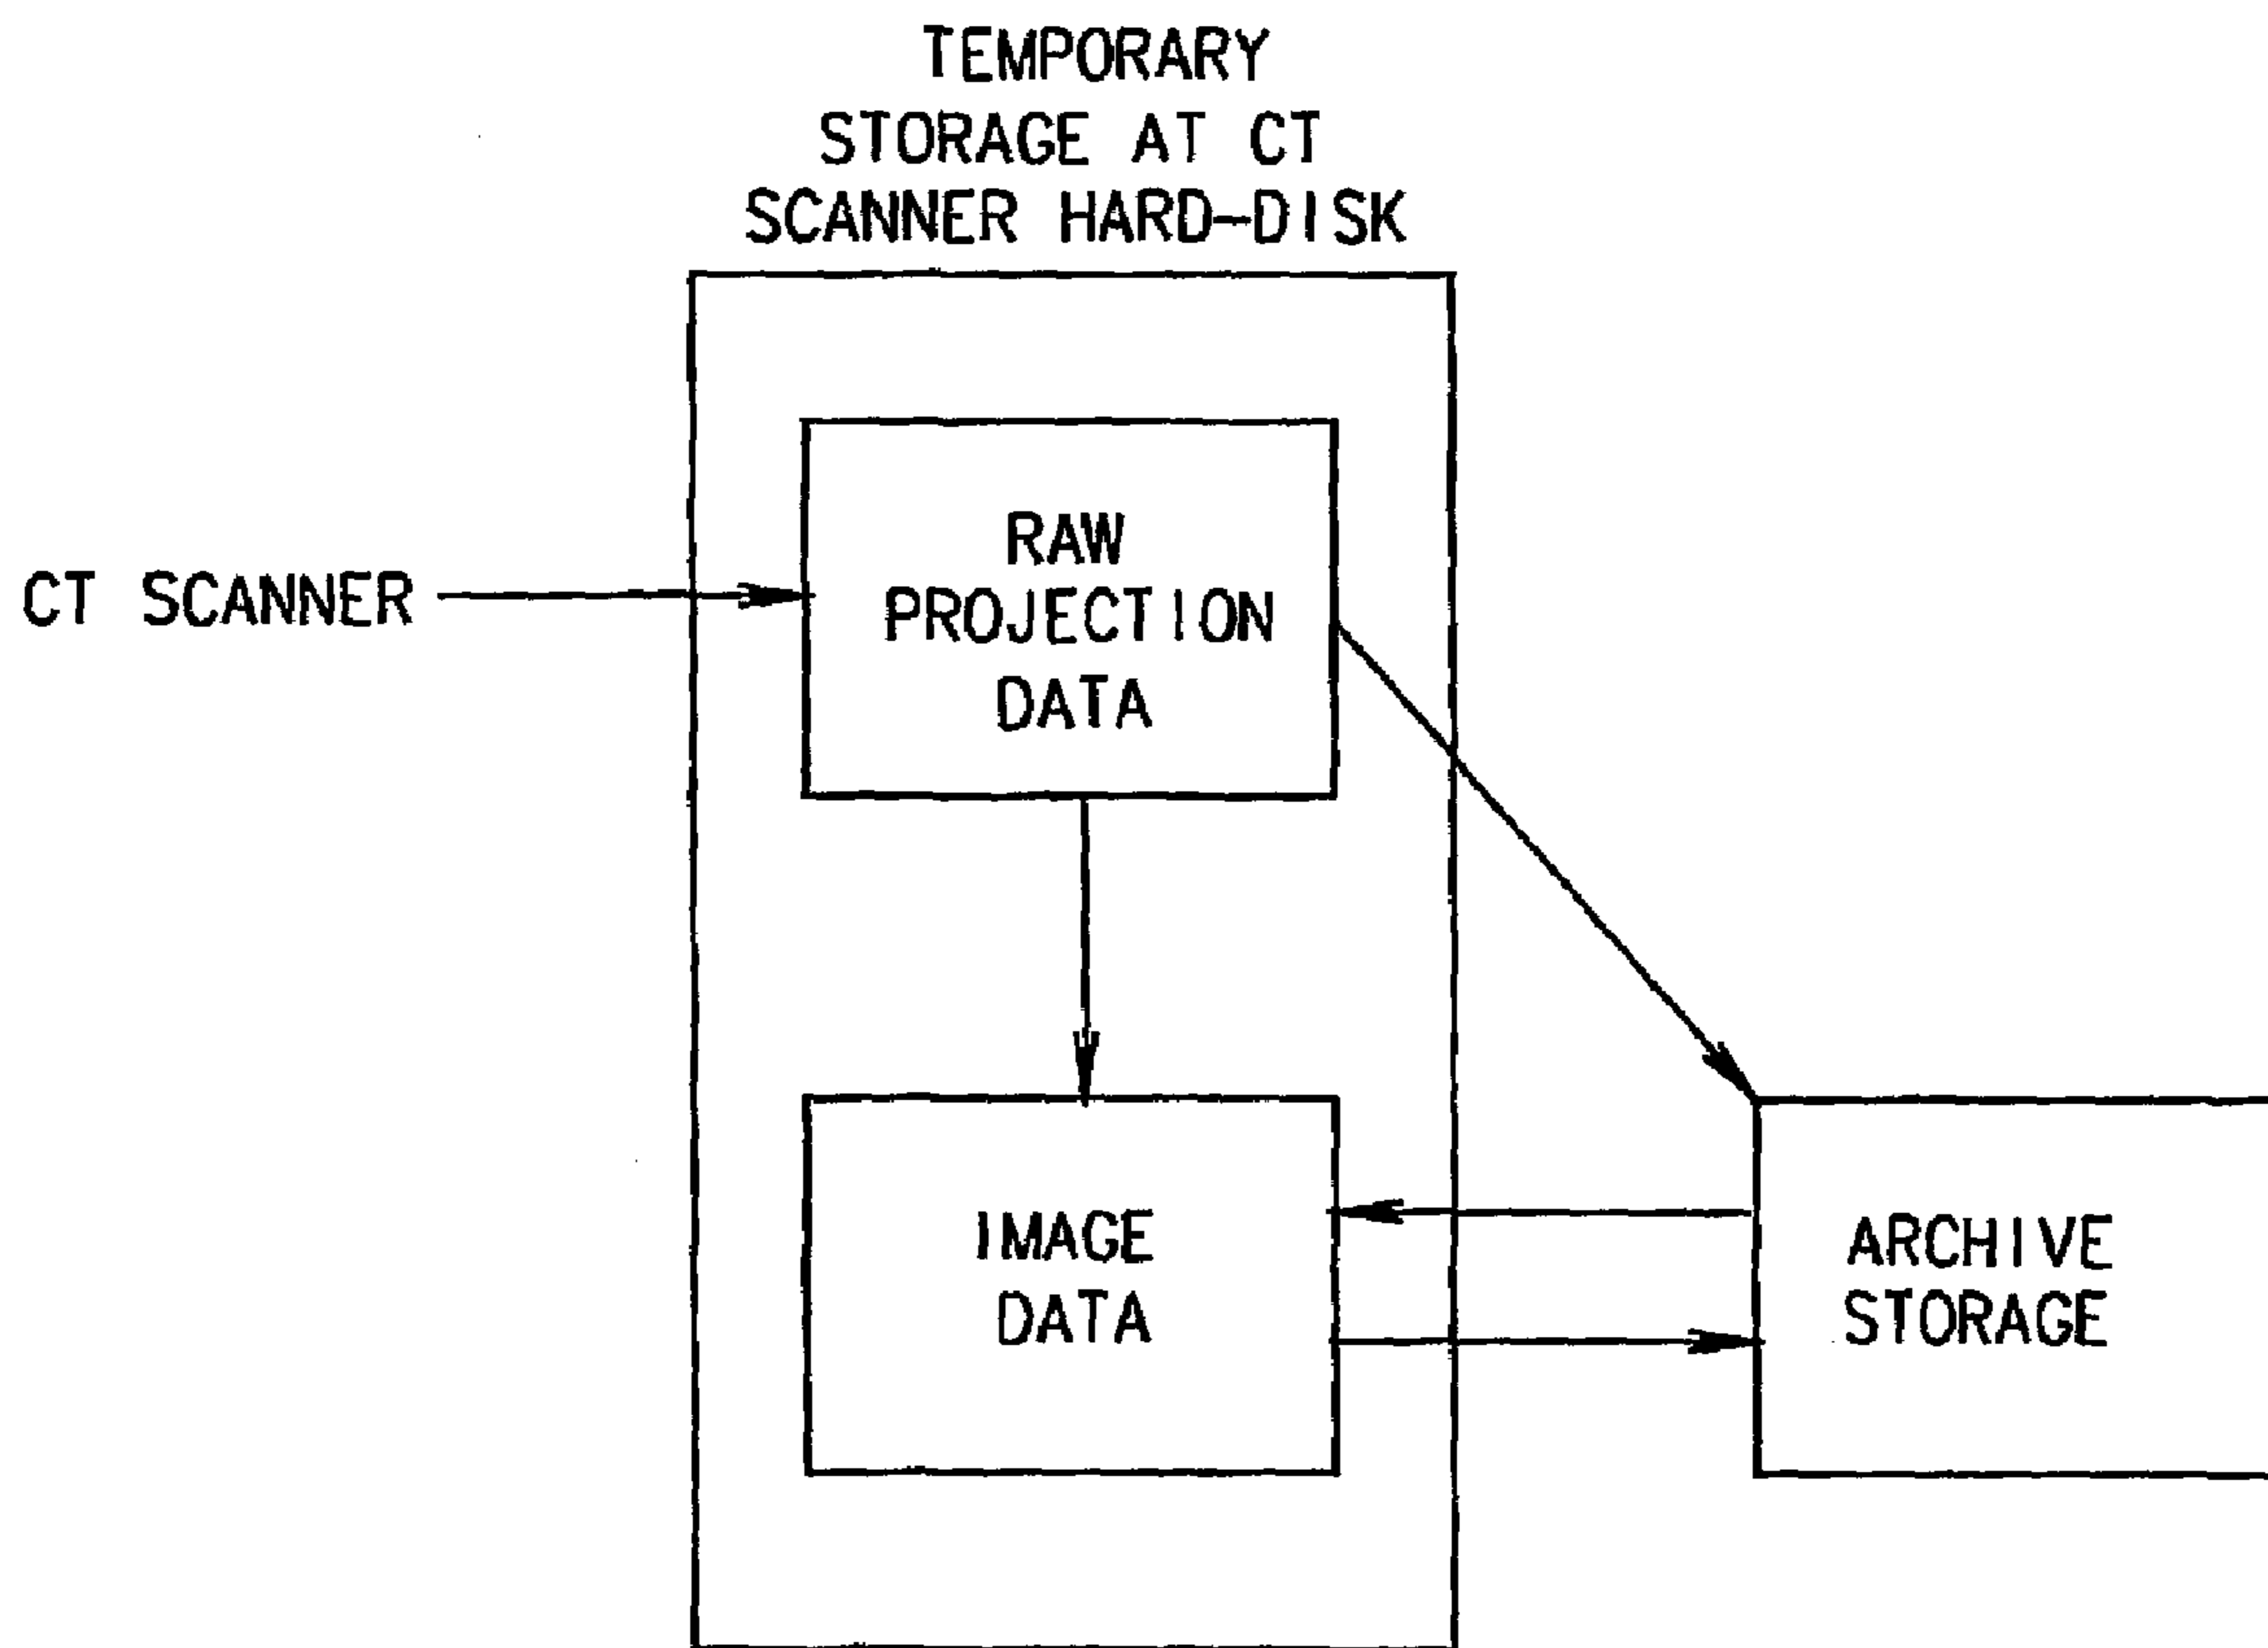 TEMPORARY
STORAGE AT CT
SCANNER HARD-DISK
RAW
PROJECTION
DATA
CT SCANNER
IMAGE
DATA
ARCHIVE
STORAGE